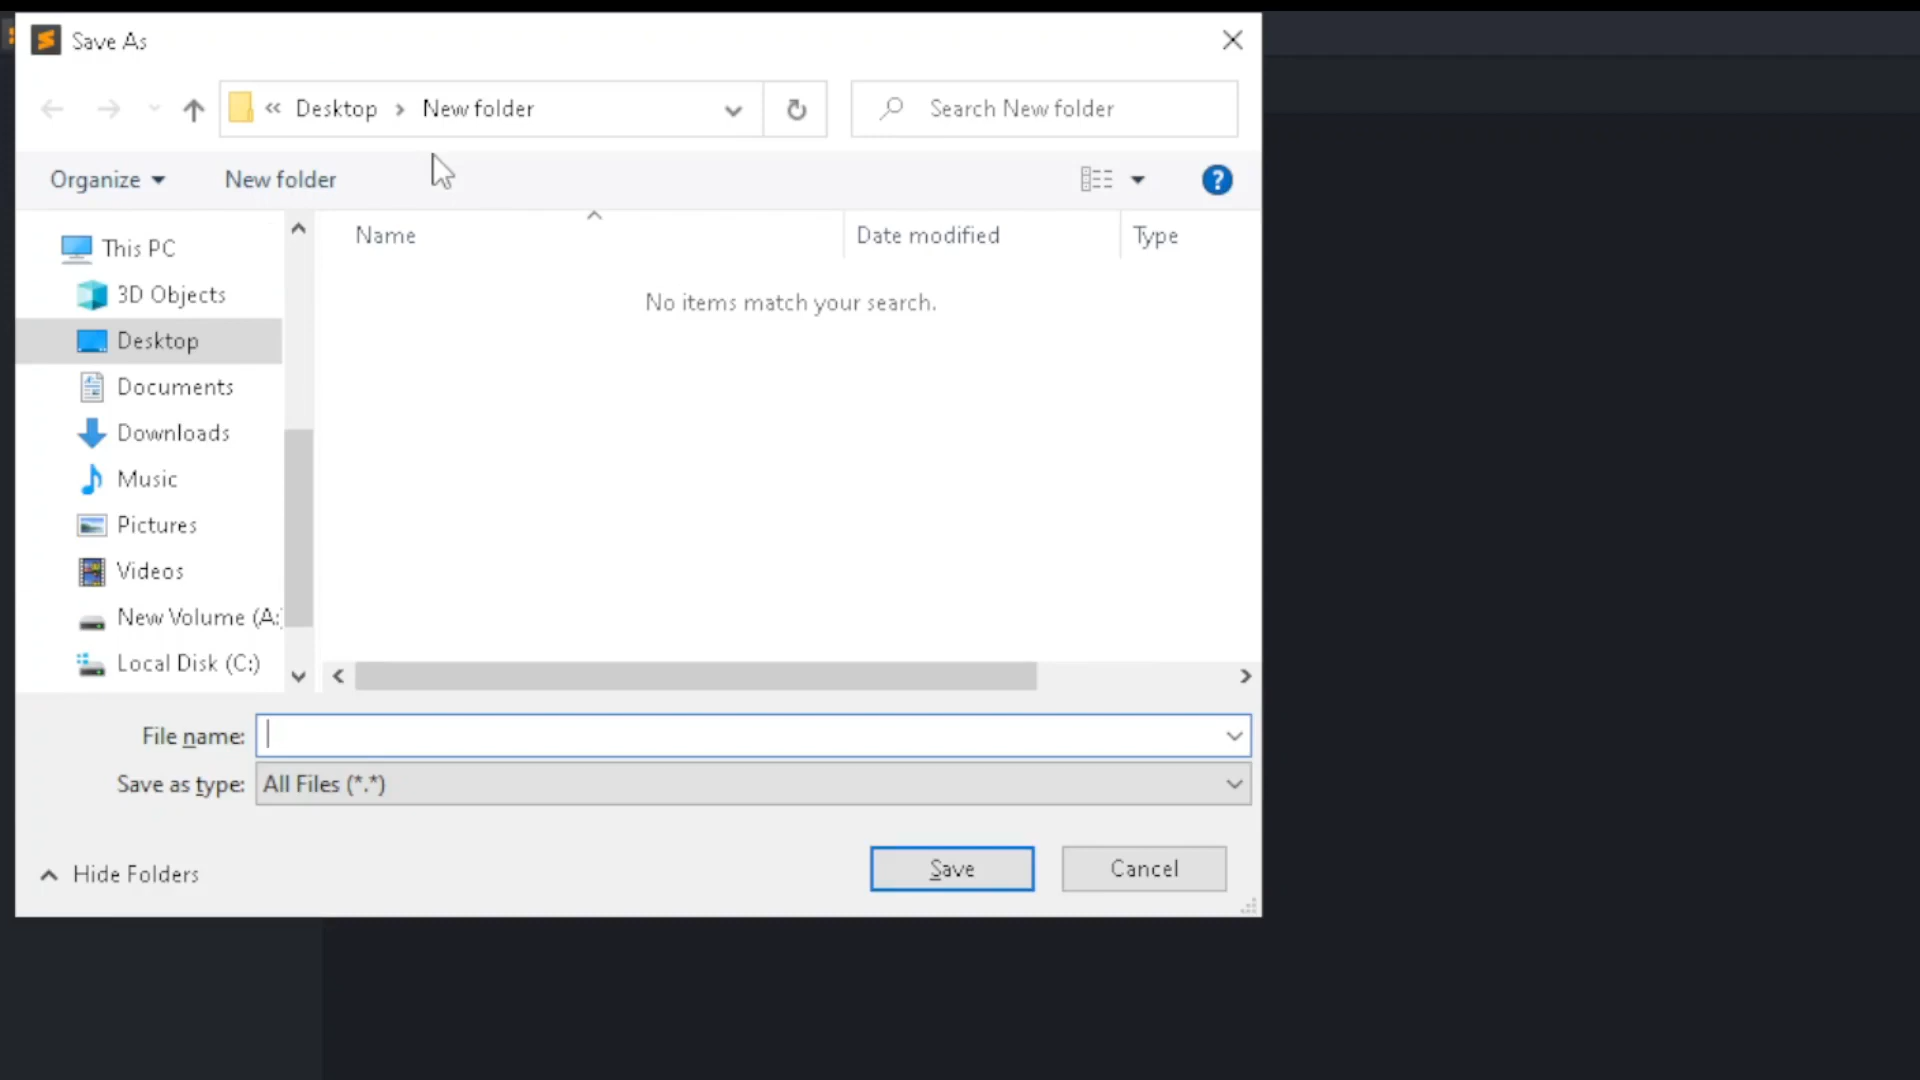 Save As
Desktop > New folder
Search New folder
Organize
New folder
Name
Date modified
Type
No items match your search.
This PC
3D Objects
Desktop
Documents
Downloads
Music
Pictures
Videos
New Volume (A:)
Local Disk (C:)
File name:
Save as type:
All Files (*.*)
Hide Folders
Save
Cancel